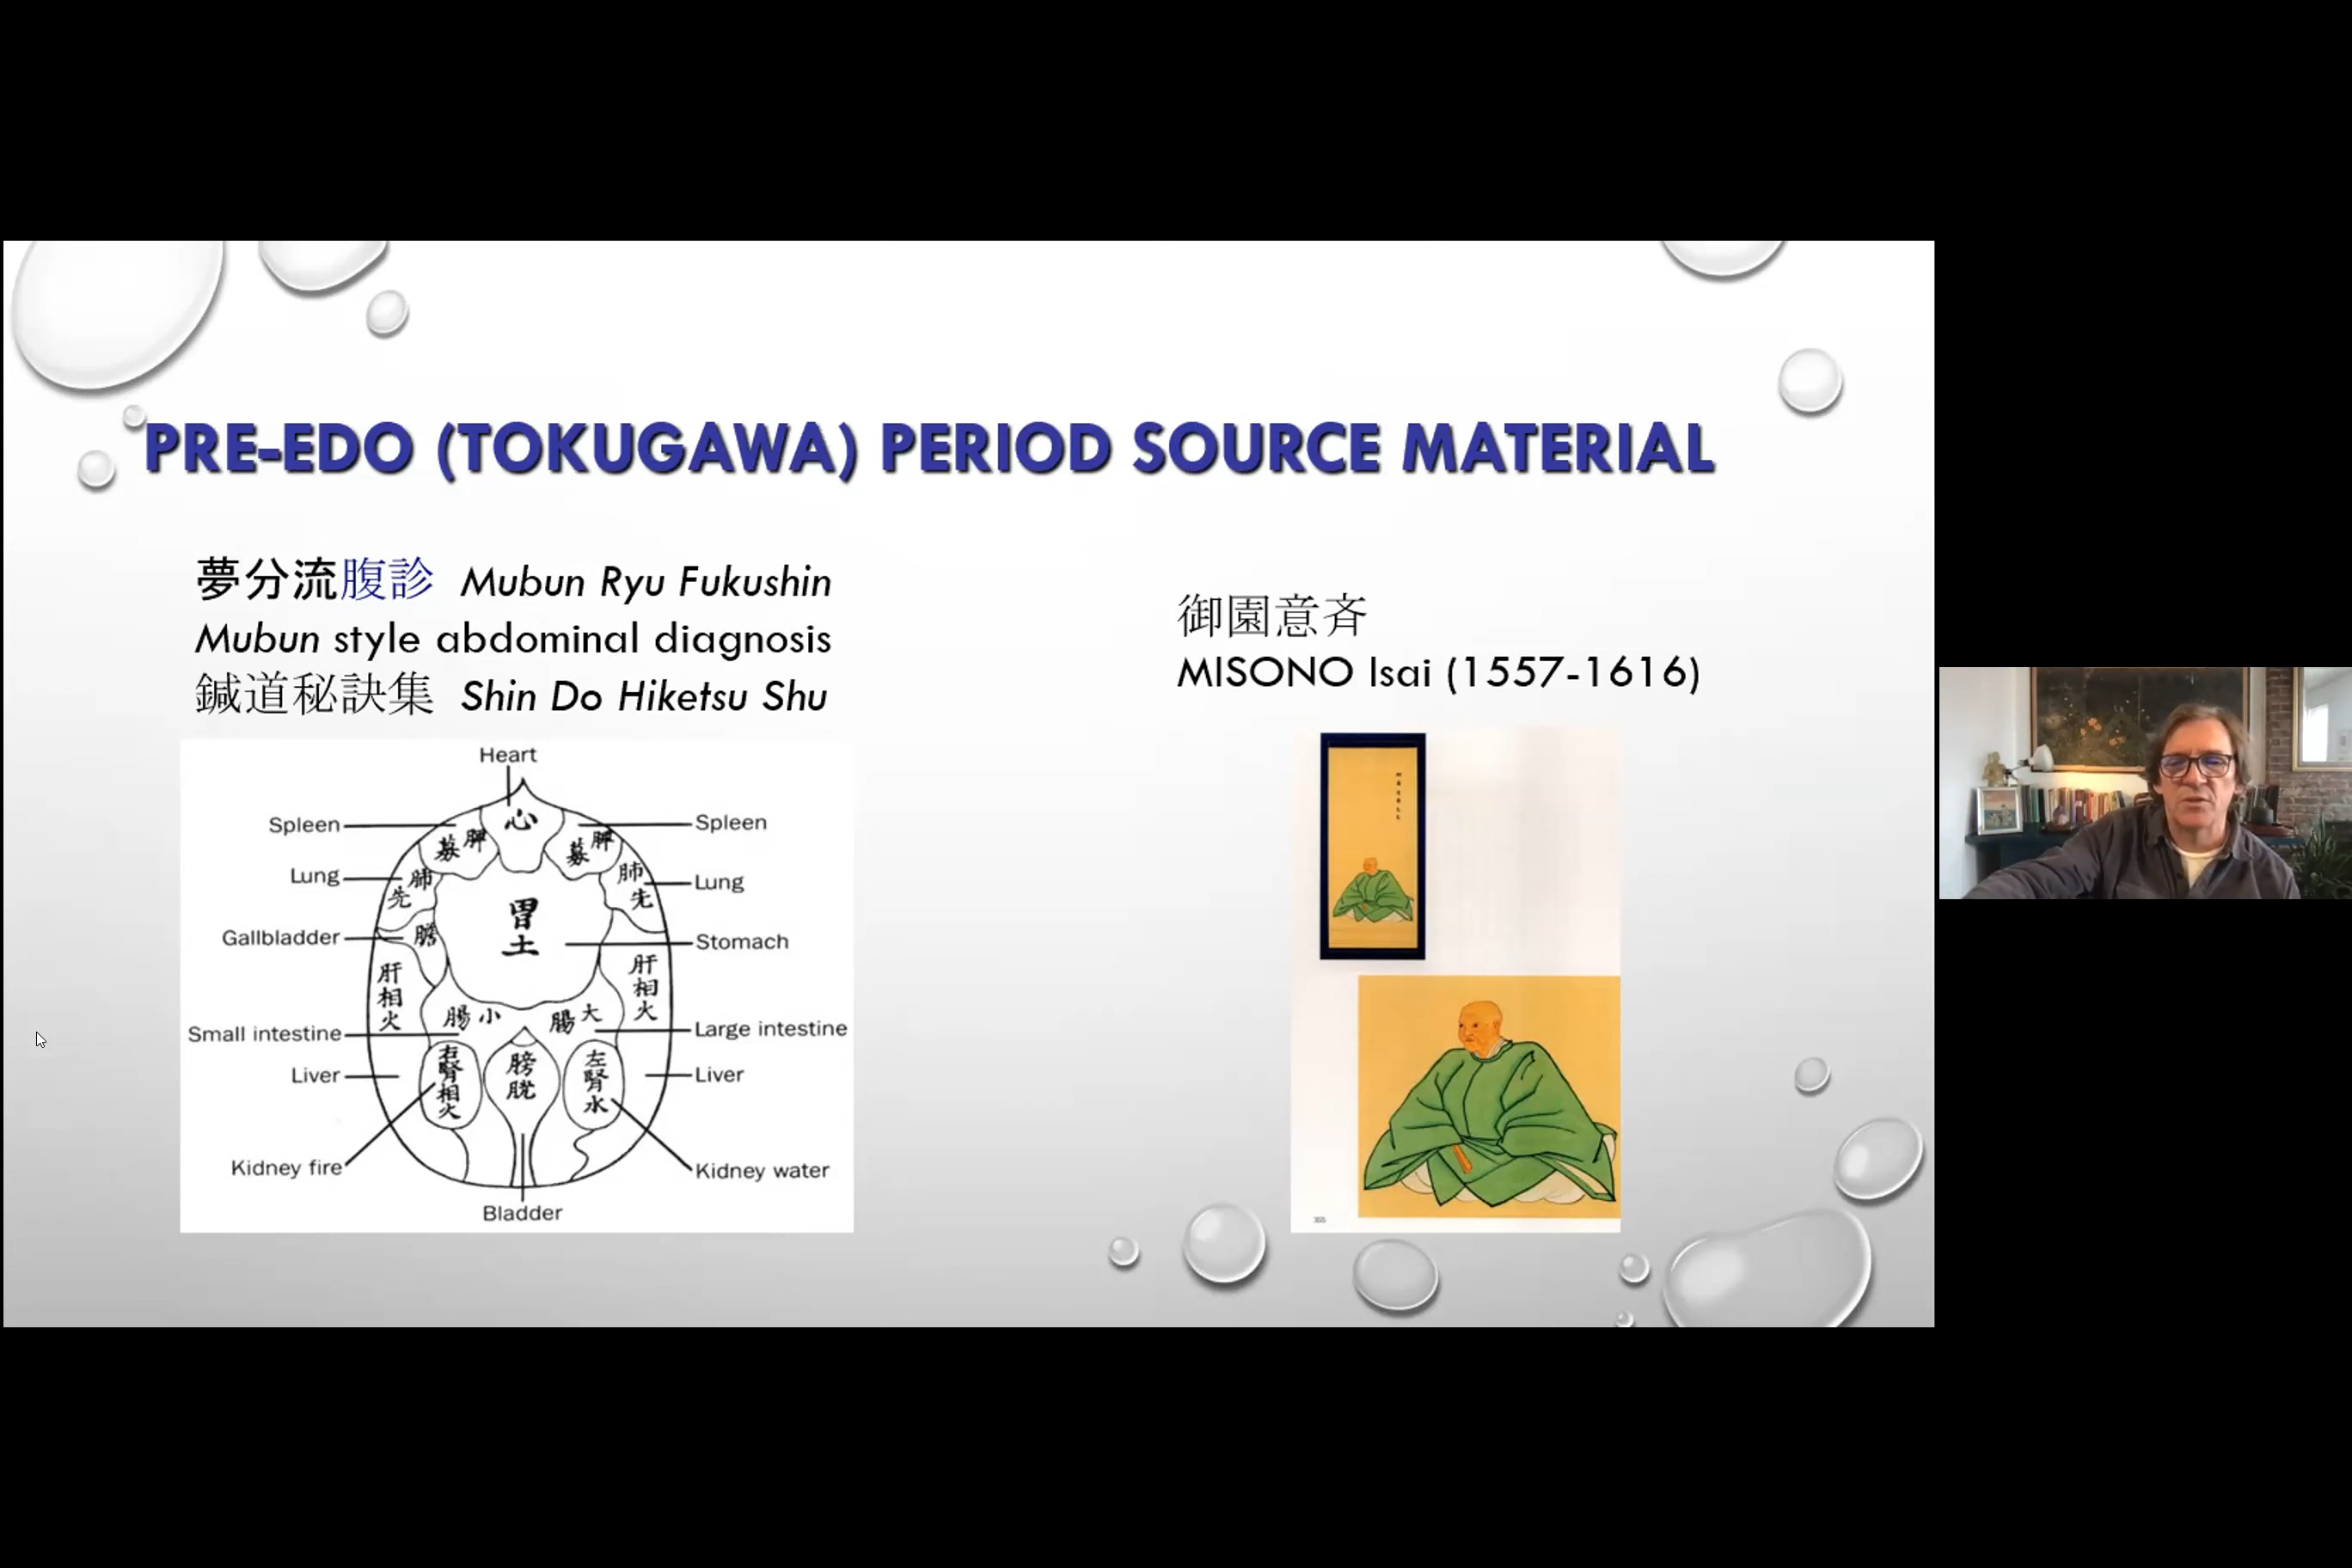 PRE-EDO (TOKUGAWA) PERIOD SOURCE MATERIAL
夢分流腹診 Mubun Ryu Fukushin
Mubun style abdominal diagnosis
鍼道秘訣集 Shin Do Hiketsu Shu
Heart
Spleen
Spleen
Lung
Lung
Gallbladder
Stomach
Small intestine
Large intestine
Liver
Liver
Kidney fire
Kidney water
Bladder
心
脾募
脾募
肺先
肺先
膽
胃土
肝相火
肝相火
小腸
大腸
右腎相火
膀胱
左腎水
御園意斉
MISONO Isai (1557-1616)